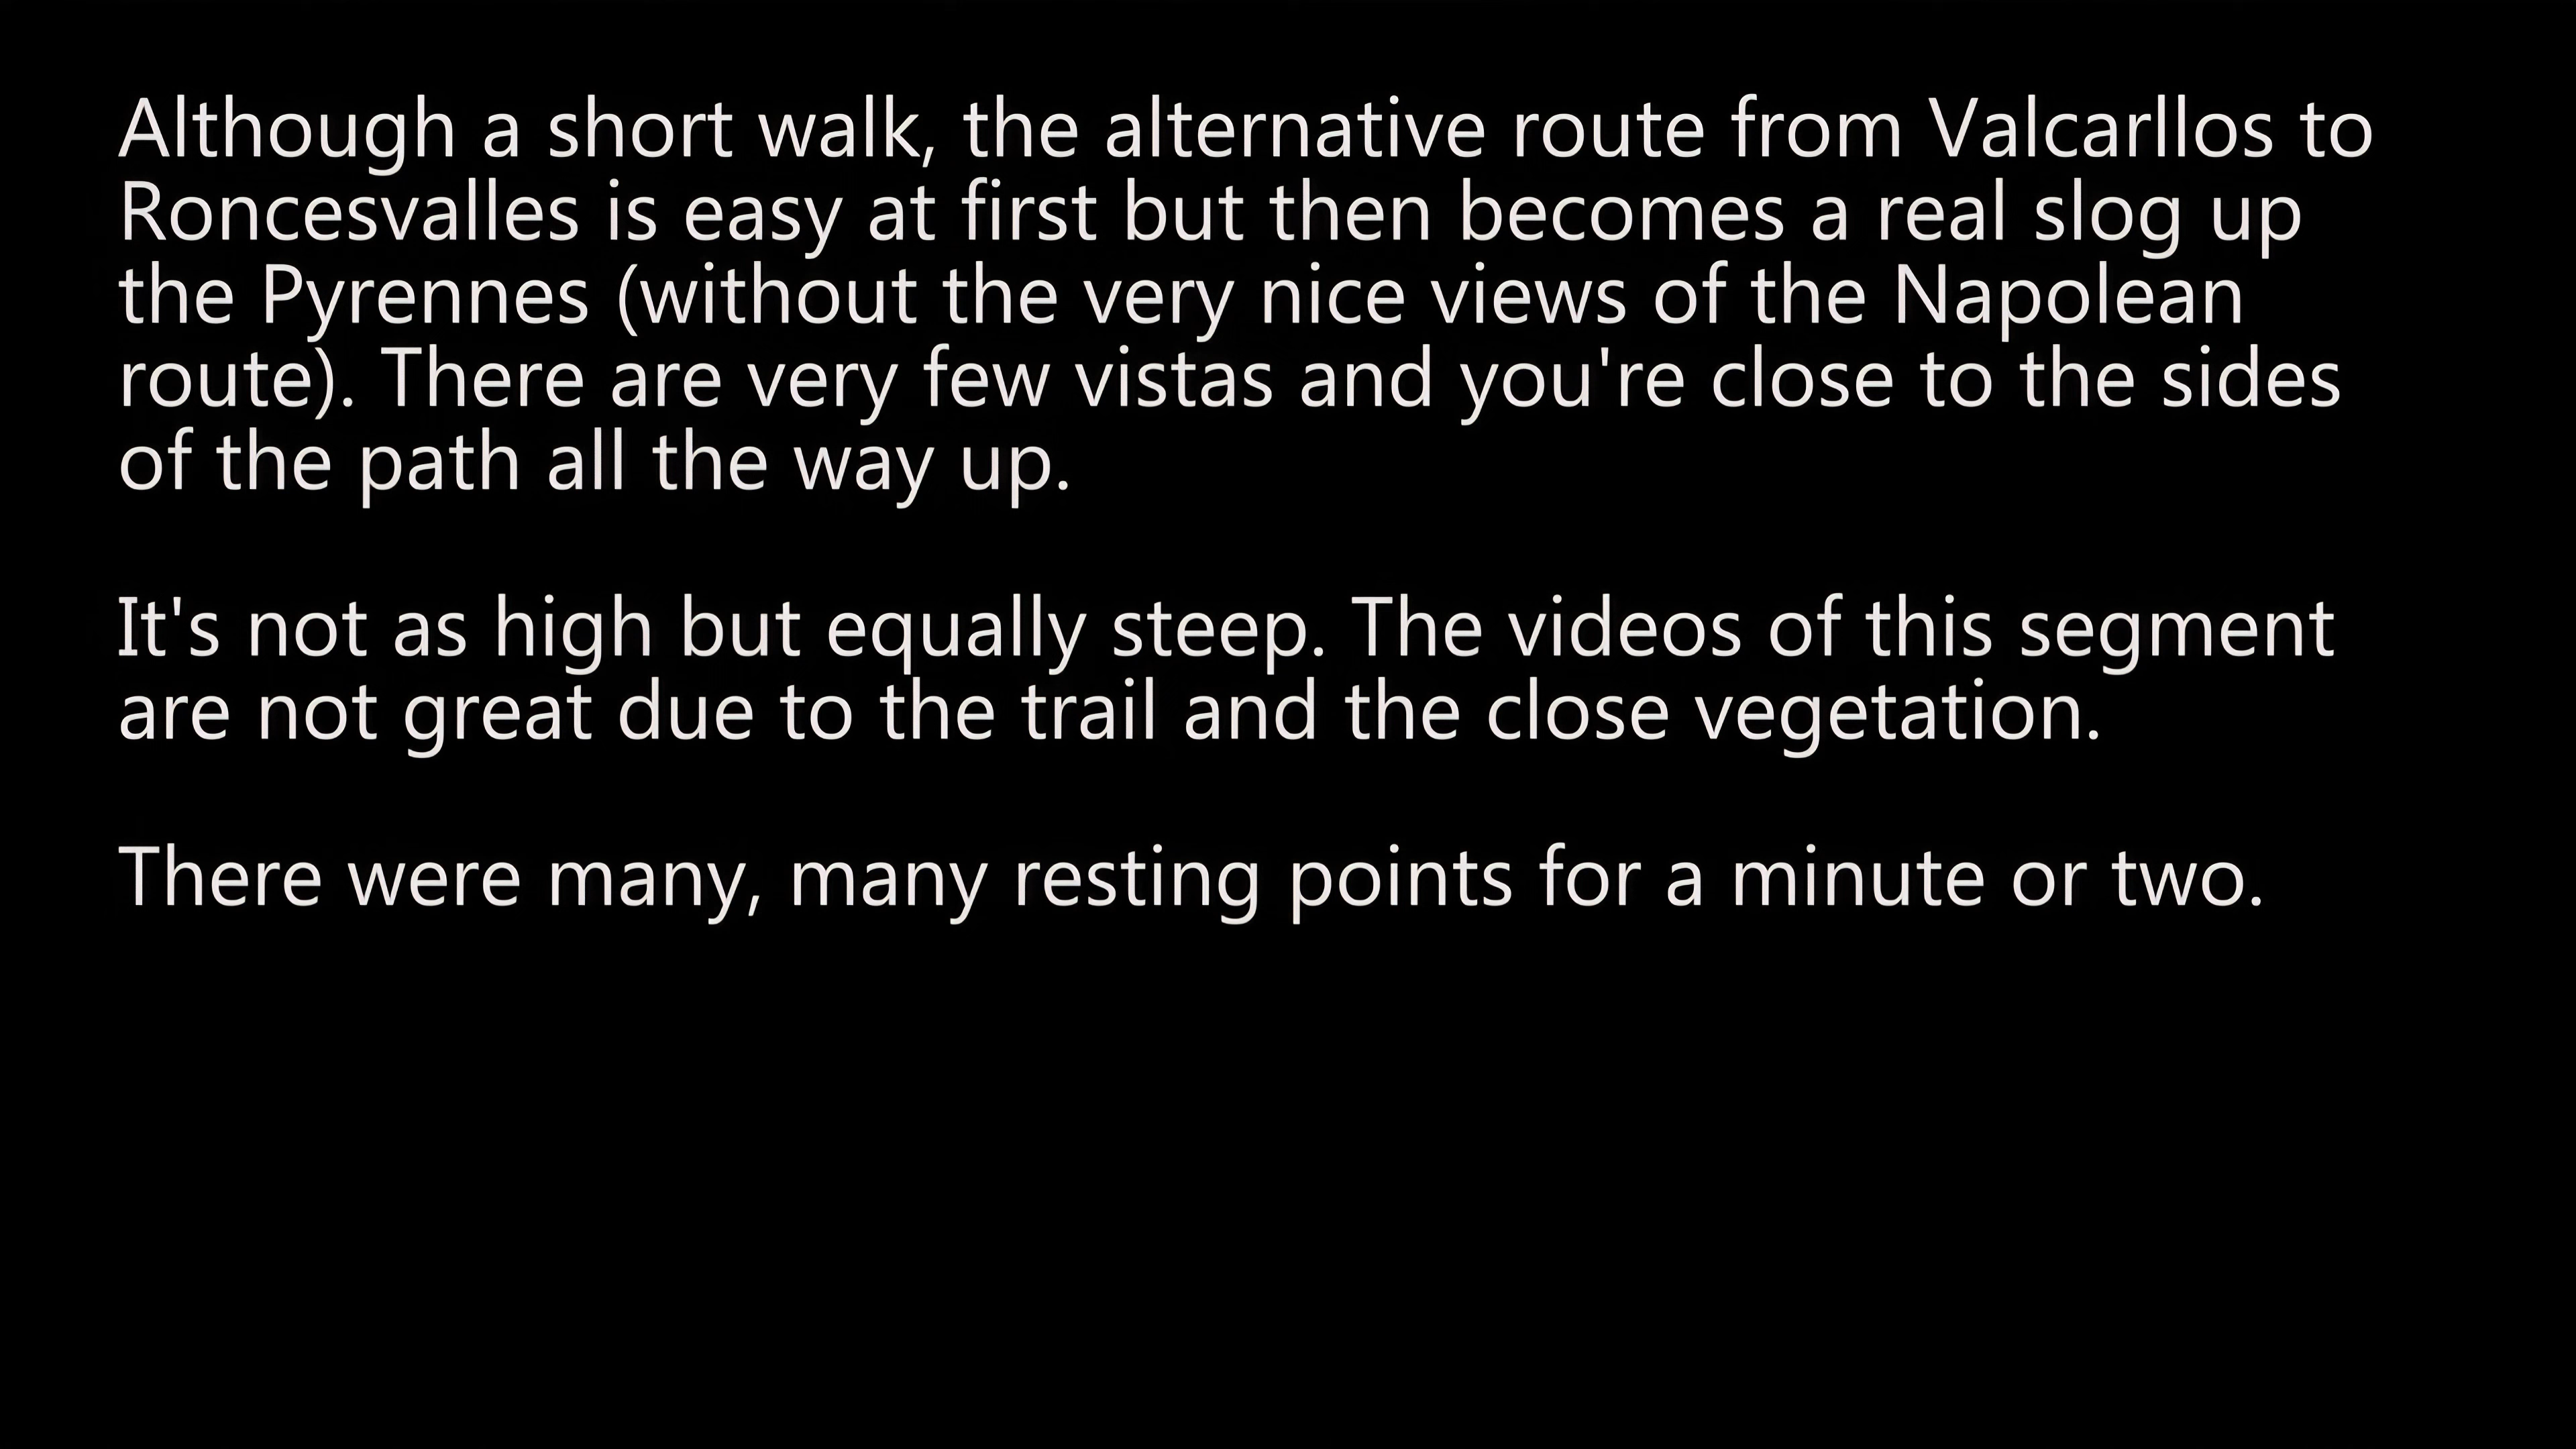 Although a short walk, the alternative route from Valcarllos to
Roncesvalles is easy at first but then becomes a real slog up
the Pyrennes (without the very nice views of the Napolean
route). There are very few vistas and you're close to the sides
of the path all the way up.
It's not as high but equally steep. The videos of this segment
are not great due to the trail and the close vegetation.
There were many, many resting points for a minute or two.